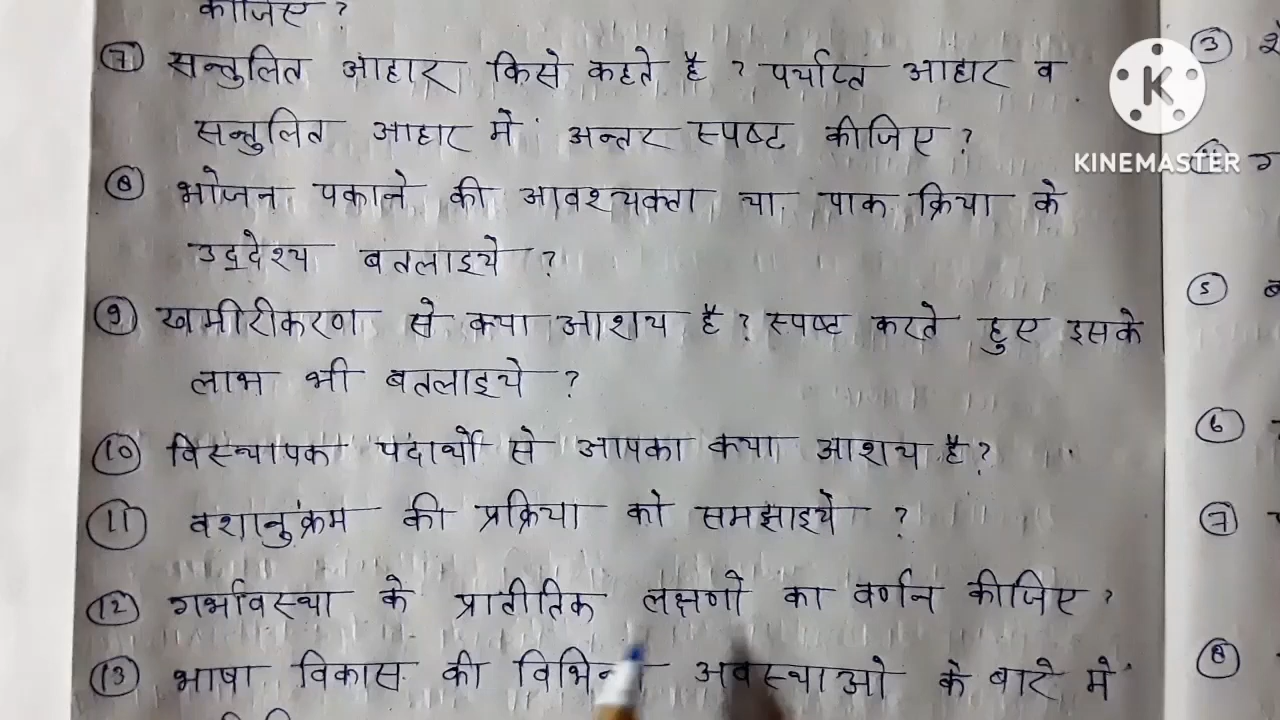 कीजिए ?
⑦ सन्तुलित आहार किसे कहते है ? पर्याप्त आहार व
सन्तुलित आहार में अन्तर स्पष्ट कीजिए ?
⑧ भोजन पकाने की आवश्यकता या पाक क्रिया के
उद्देश्य बतलाइये ?
⑨ खमीरीकरण से क्या आशय है ? स्पष्ट करते हुए इसके
लाभ भी बतलाइये ?
⑩ विस्थापका पदार्थो से आपका क्या आशय है ?
⑪ वशानुंक्रम की प्रक्रिया को समझाइये ?
⑫ गर्भावस्था के प्रातीतिक लक्षणो का वर्णन कीजिए ?
⑬ भाषा विकास की विभिन्न अवस्थाओ के बारे में
③
⑤
⑥
⑦
⑧
K
KINEMASTER